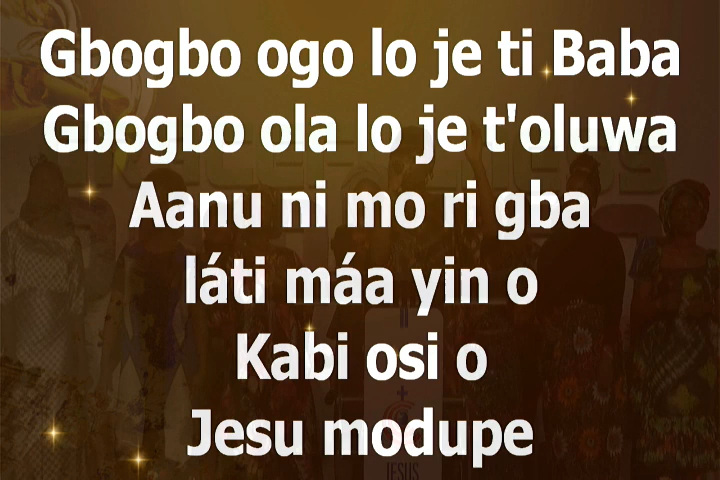 Gbogbo ogo lo je ti Baba
Gbogbo ola lo je t'oluwa
Aanu ni mo ri gba
láti máa yin o
Kabi osi o
Jesu modupe
JESUS